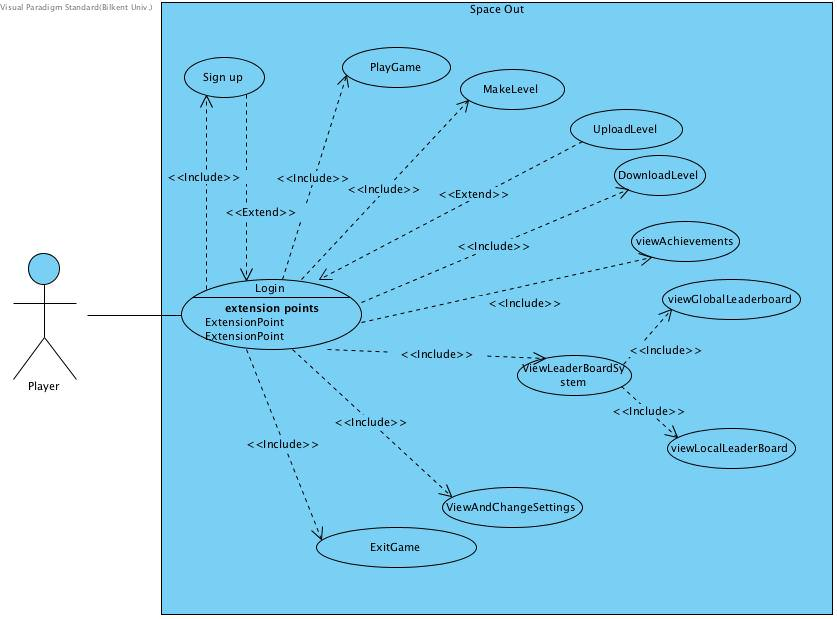 Visual Paradigm Standard(Bilkent Univ.)
Space Out
Sign up
PlayGame
MakeLevel
UploadLevel
DownloadLevel
<<Include>>
<<Include>>
<<Include>>
<<Extend>>
<<Extend>>
<<Include>>
viewAchievements
Login
extension points
ExtensionPoint
ExtensionPoint
<<Include>>
viewGlobalLeaderboard
<<Include>>
<<Include>>
ViewLeaderBoardSy
stem
Player
<<Include>>
<<Include>>
<<Include>>
viewLocalLeaderBoard
ViewAndChangeSettings
ExitGame